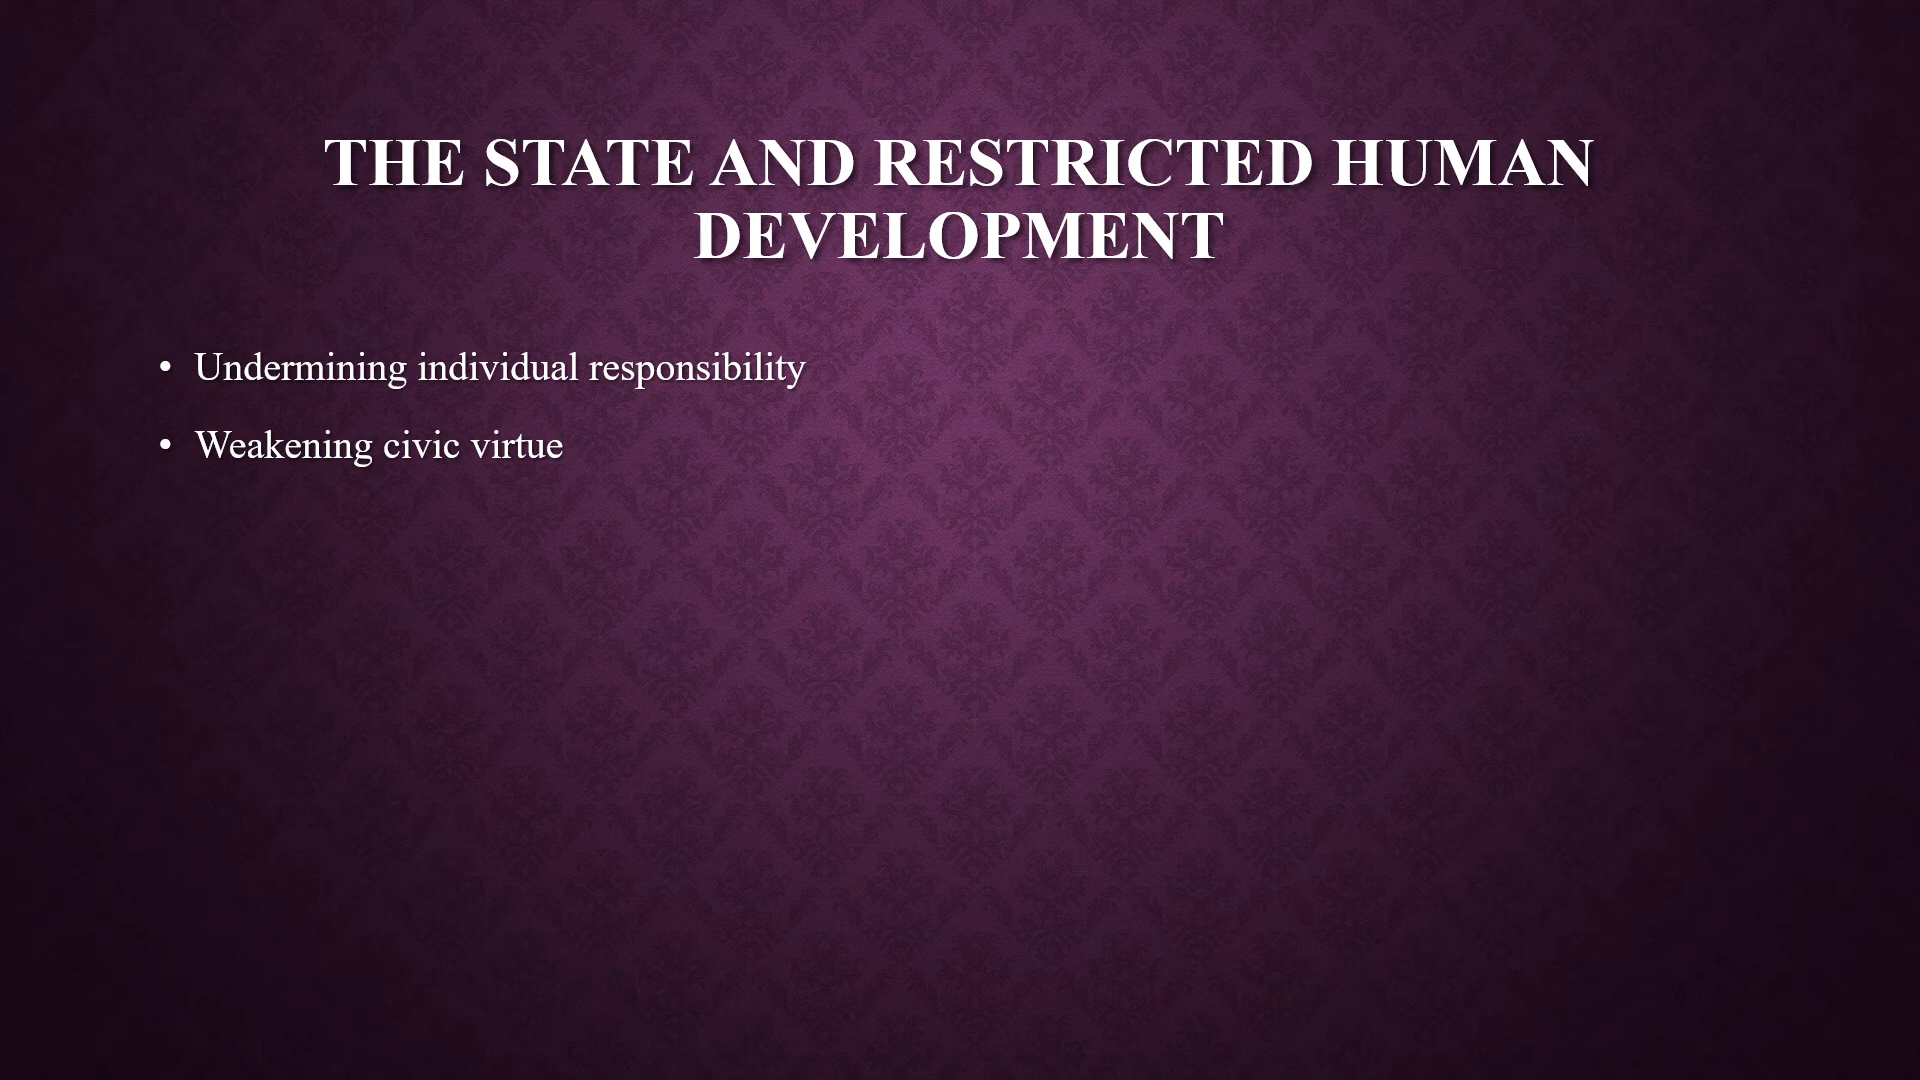 THE STATE AND RESTRICTED HUMAN
DEVELOPMENT
• Undermining individual responsibility
• Weakening civic virtue